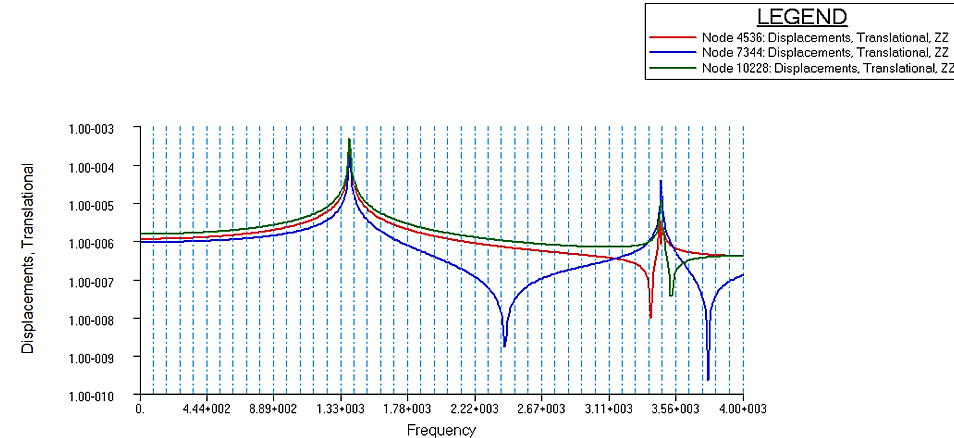 LEGEND
Node 4536: Displacements, Translational, ZZ
Node 7344: Displacements, Translational, ZZ
Node 10228: Displacements, Translational, ZZ
Displacements, Translational
1.00-003
1.00-004
1.00-005
1.00-006
1.00-007
1.00-008
1.00-009
1.00-010
0. 4.44+002 8.89+002 1.33+003 1.78+003 2.22+003 2.67+003 3.11+003 3.56+003 4.00+003
Frequency